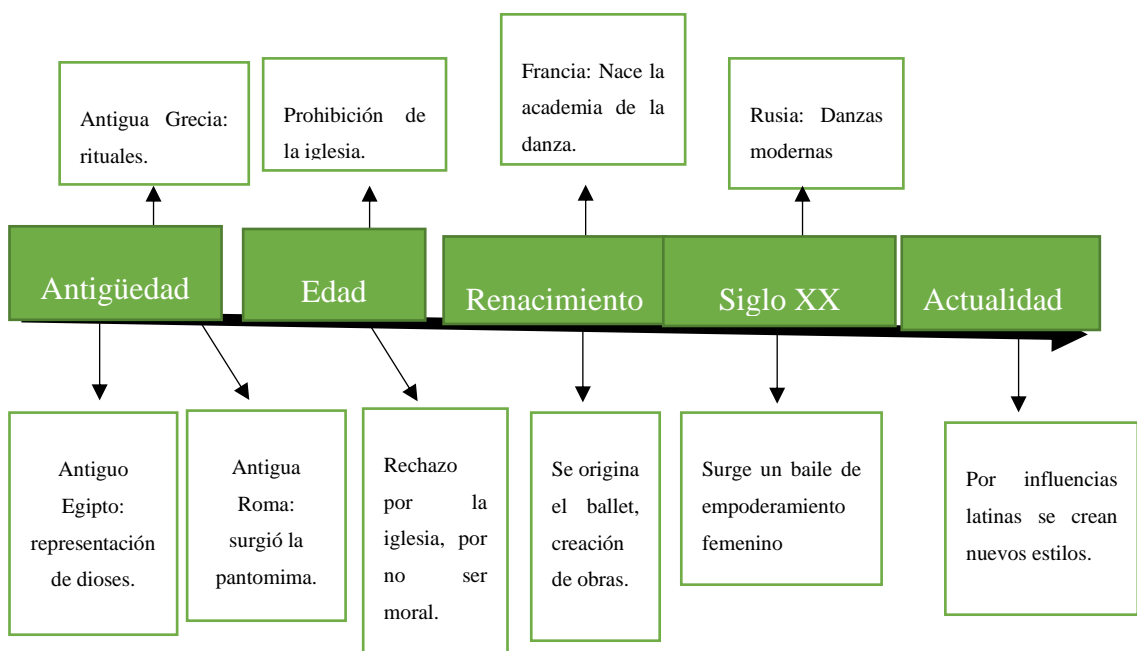 Antigua Grecia:
rituales.
Prohibición de
la iglesia.
Francia: Nace la
academia de la
danza.
Rusia: Danzas
modernas
Antigüedad
Edad
Renacimiento
Siglo XX
Actualidad
Antiguo
Egipto:
representación
de dioses.
Antigua
Roma:
surgió la
pantomima.
Rechazo
por la
iglesia, por
no ser
moral.
Se origina
el ballet,
creación
de obras.
Surge un baile de
empoderamiento
femenino
Por influencias
latinas se crean
nuevos estilos.